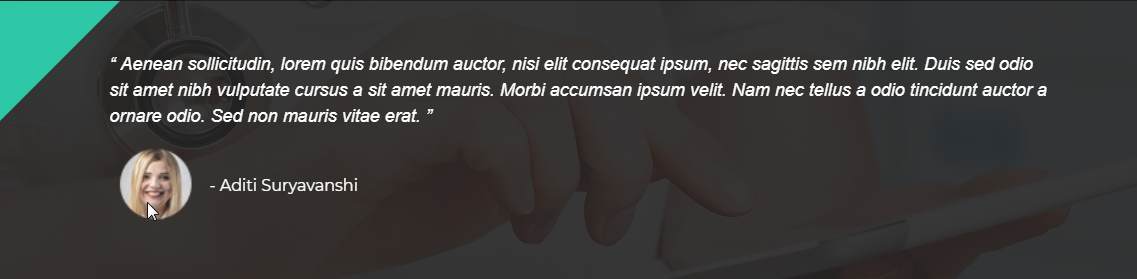 “ Aenean sollicitudin, lorem quis bibendum auctor, nisi elit consequat ipsum, nec sagittis sem nibh elit. Duis sed odio
sit amet nibh vulputate cursus a sit amet mauris. Morbi accumsan ipsum velit. Nam nec tellus a odio tincidunt auctor a
ornare odio. Sed non mauris vitae erat. ”
- Aditi Suryavanshi